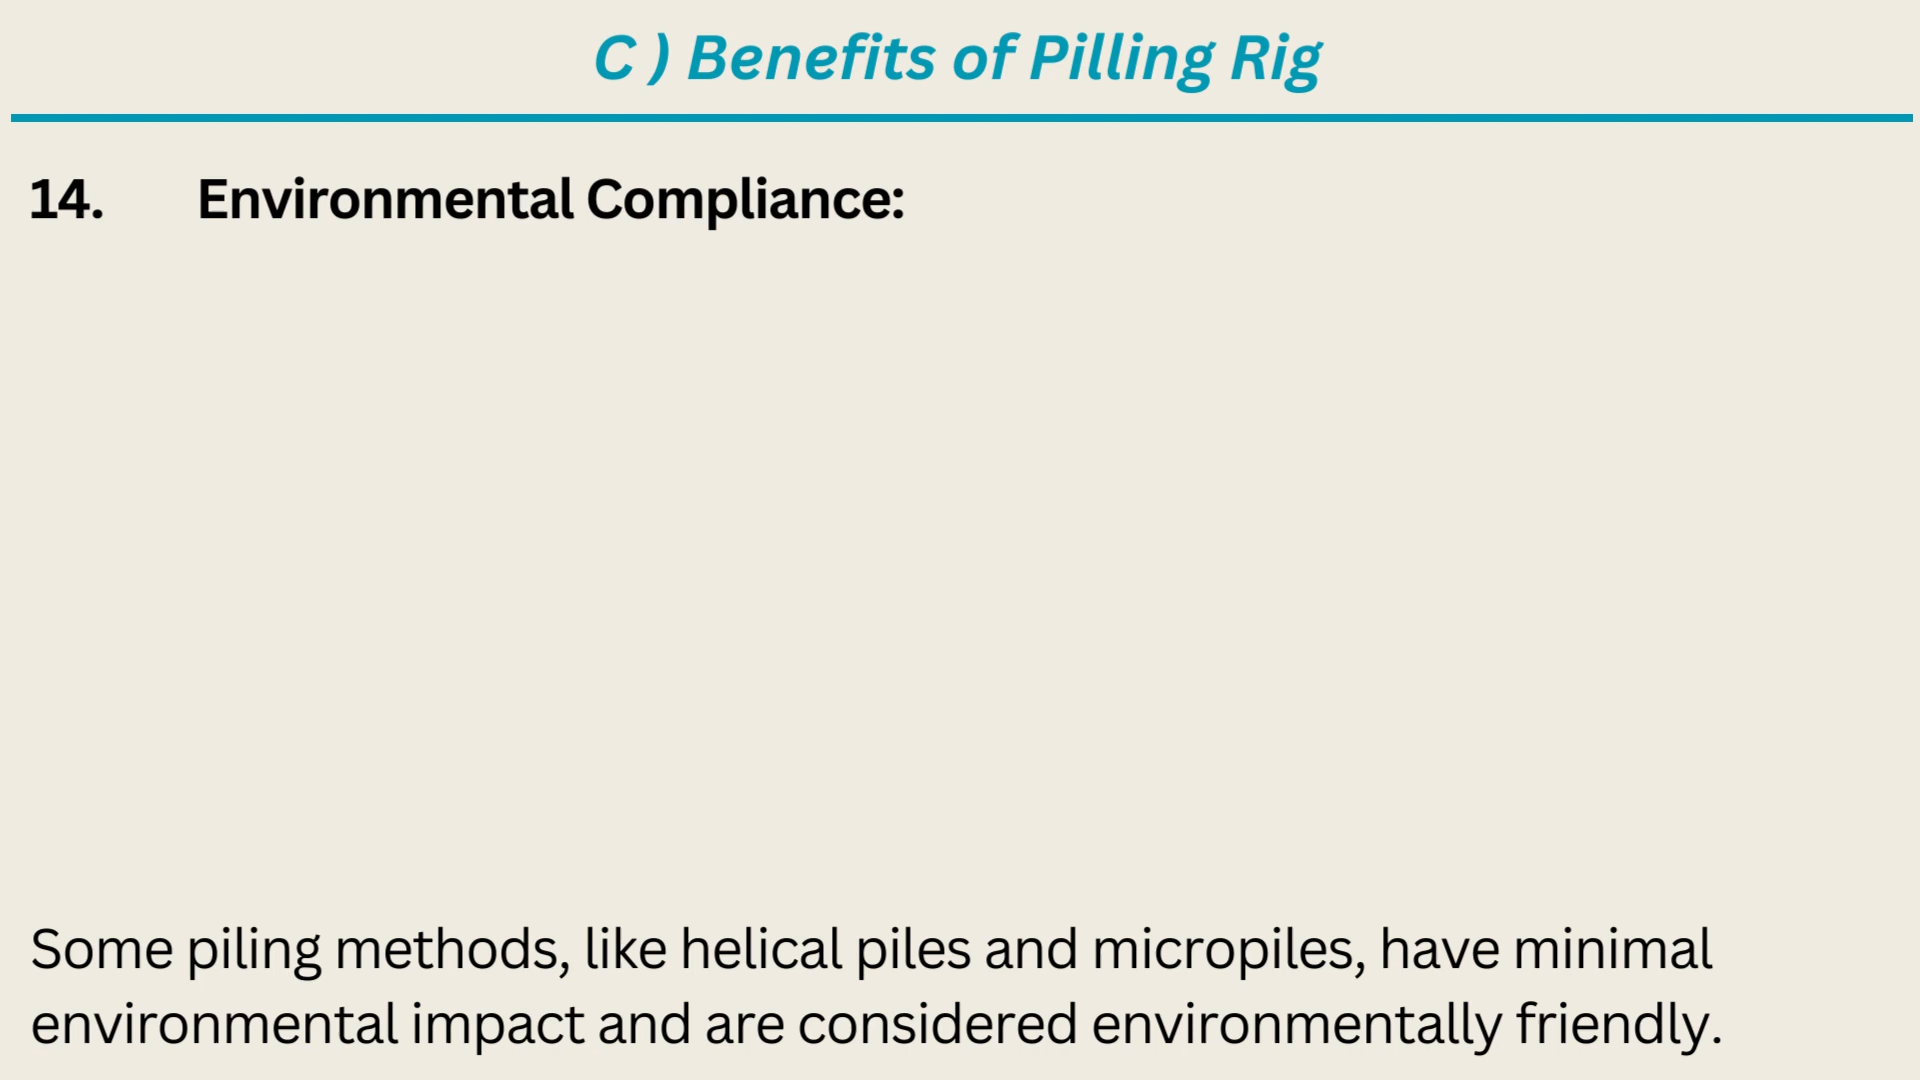 C ) Benefits of Pilling Rig
14. Environmental Compliance:
Some piling methods, like helical piles and micropiles, have minimal
environmental impact and are considered environmentally friendly.